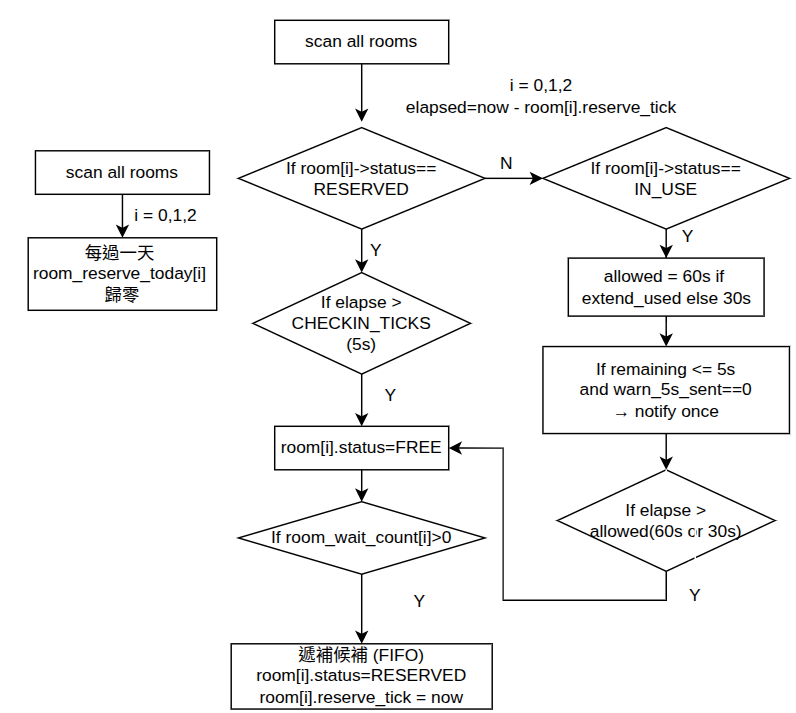 scan all rooms
i = 0,1,2
elapsed=now - room[i].reserve_tick
If room[i]->status==
RESERVED
N
If room[i]->status==
IN_USE
scan all rooms
i = 0,1,2
每過一天
room_reserve_today[i]
歸零
Y
Y
If elapse >
CHECKIN_TICKS
(5s)
allowed = 60s if
extend_used else 30s
If remaining <= 5s
and warn_5s_sent==0
→ notify once
Y
room[i].status=FREE
If elapse >
allowed(60s or 30s)
If room_wait_count[i]>0
Y
Y
遞補候補 (FIFO)
room[i].status=RESERVED
room[i].reserve_tick = now